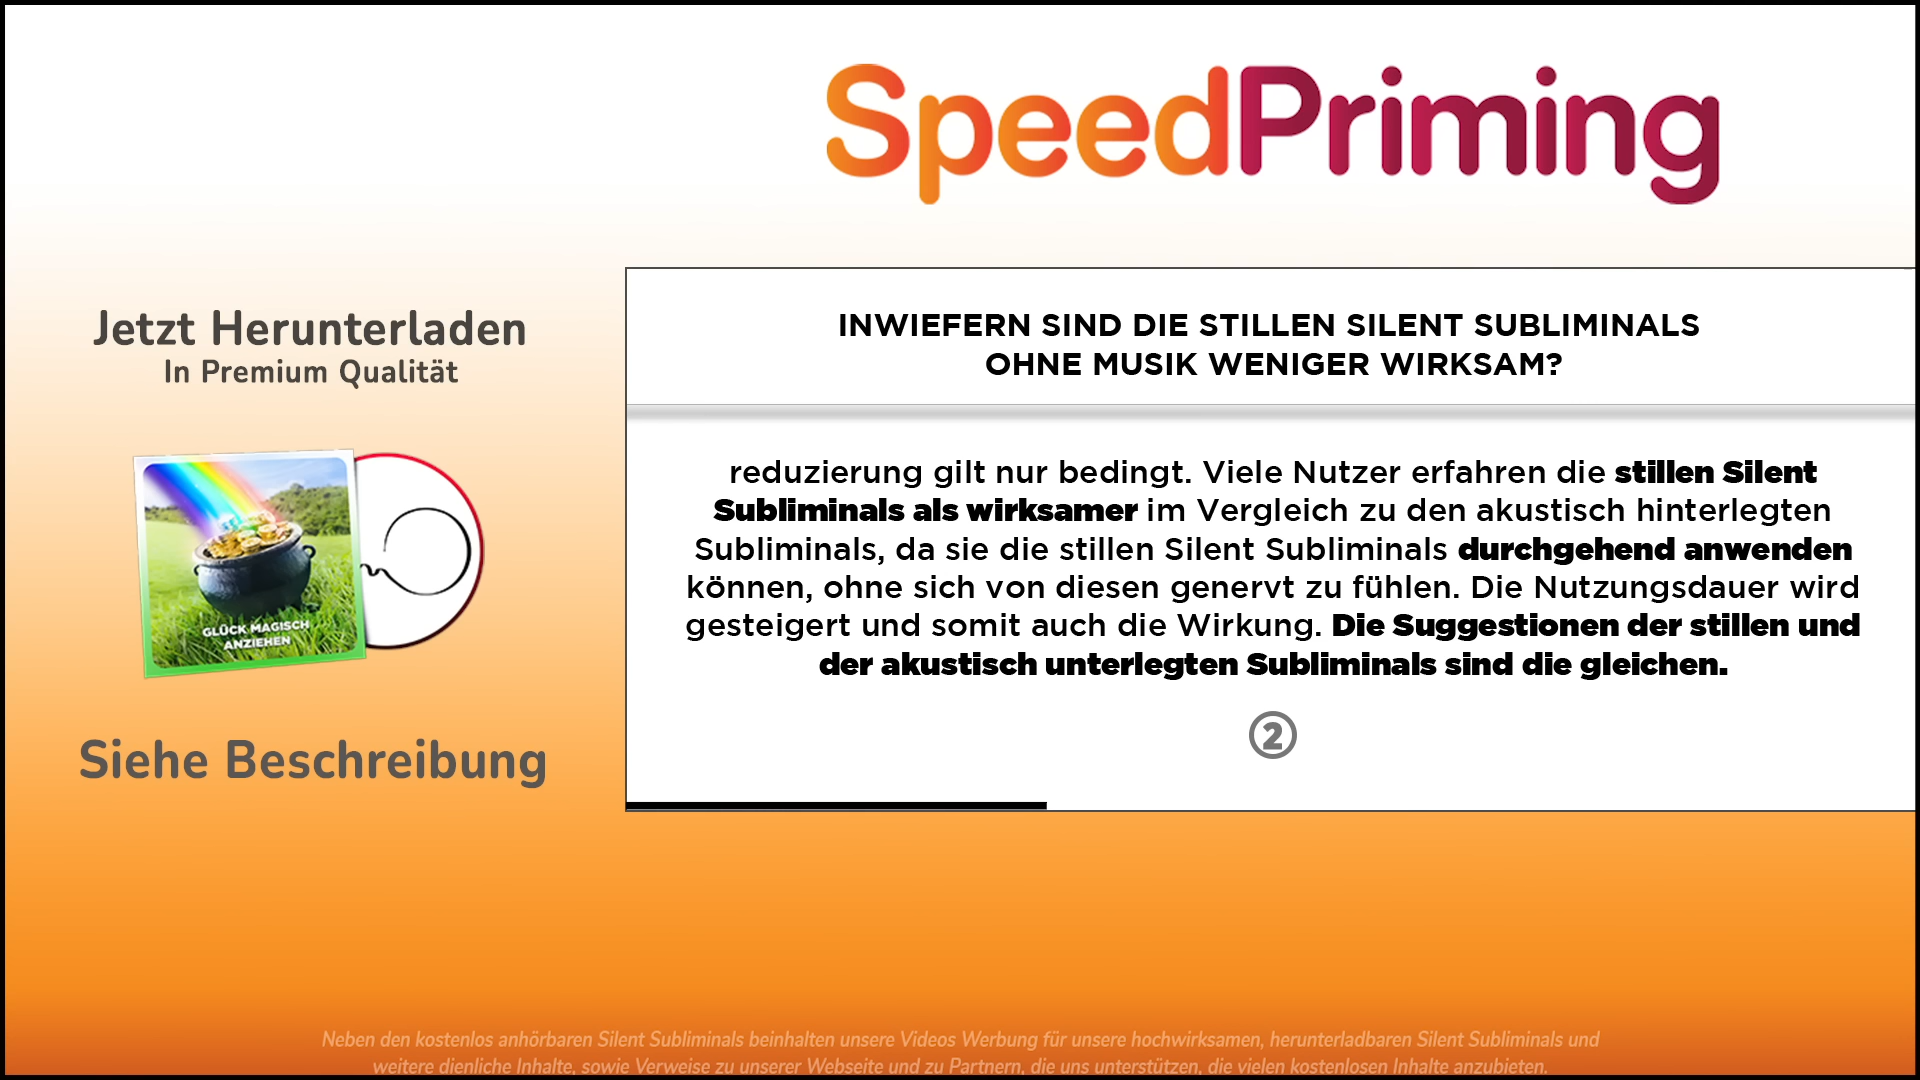 SpeedPriming
Jetzt Herunterladen
In Premium Qualität
GLÜCK MAGISCH
ANZIEHEN
Siehe Beschreibung
INWIEFERN SIND DIE STILLEN SILENT SUBLIMINALS
OHNE MUSIK WENIGER WIRKSAM?
reduzierung gilt nur bedingt. Viele Nutzer erfahren die stillen Silent
Subliminals als wirksamer im Vergleich zu den akustisch hinterlegten
Subliminals, da sie die stillen Silent Subliminals durchgehend anwenden
können, ohne sich von diesen genervt zu fühlen. Die Nutzungsdauer wird
gesteigert und somit auch die Wirkung. Die Suggestionen der stillen und
der akustisch unterlegten Subliminals sind die gleichen.
2
Neben den kostenlos anhörbaren Silent Subliminals beinhalten unsere Videos Werbung für unsere hochwirksamen, herunterladbaren Silent Subliminals und
weitere dienliche Inhalte, sowie Verweise zu unserer Webseite und zu Partnern, die uns unterstützen, die vielen kostenlosen Inhalte anzubieten.